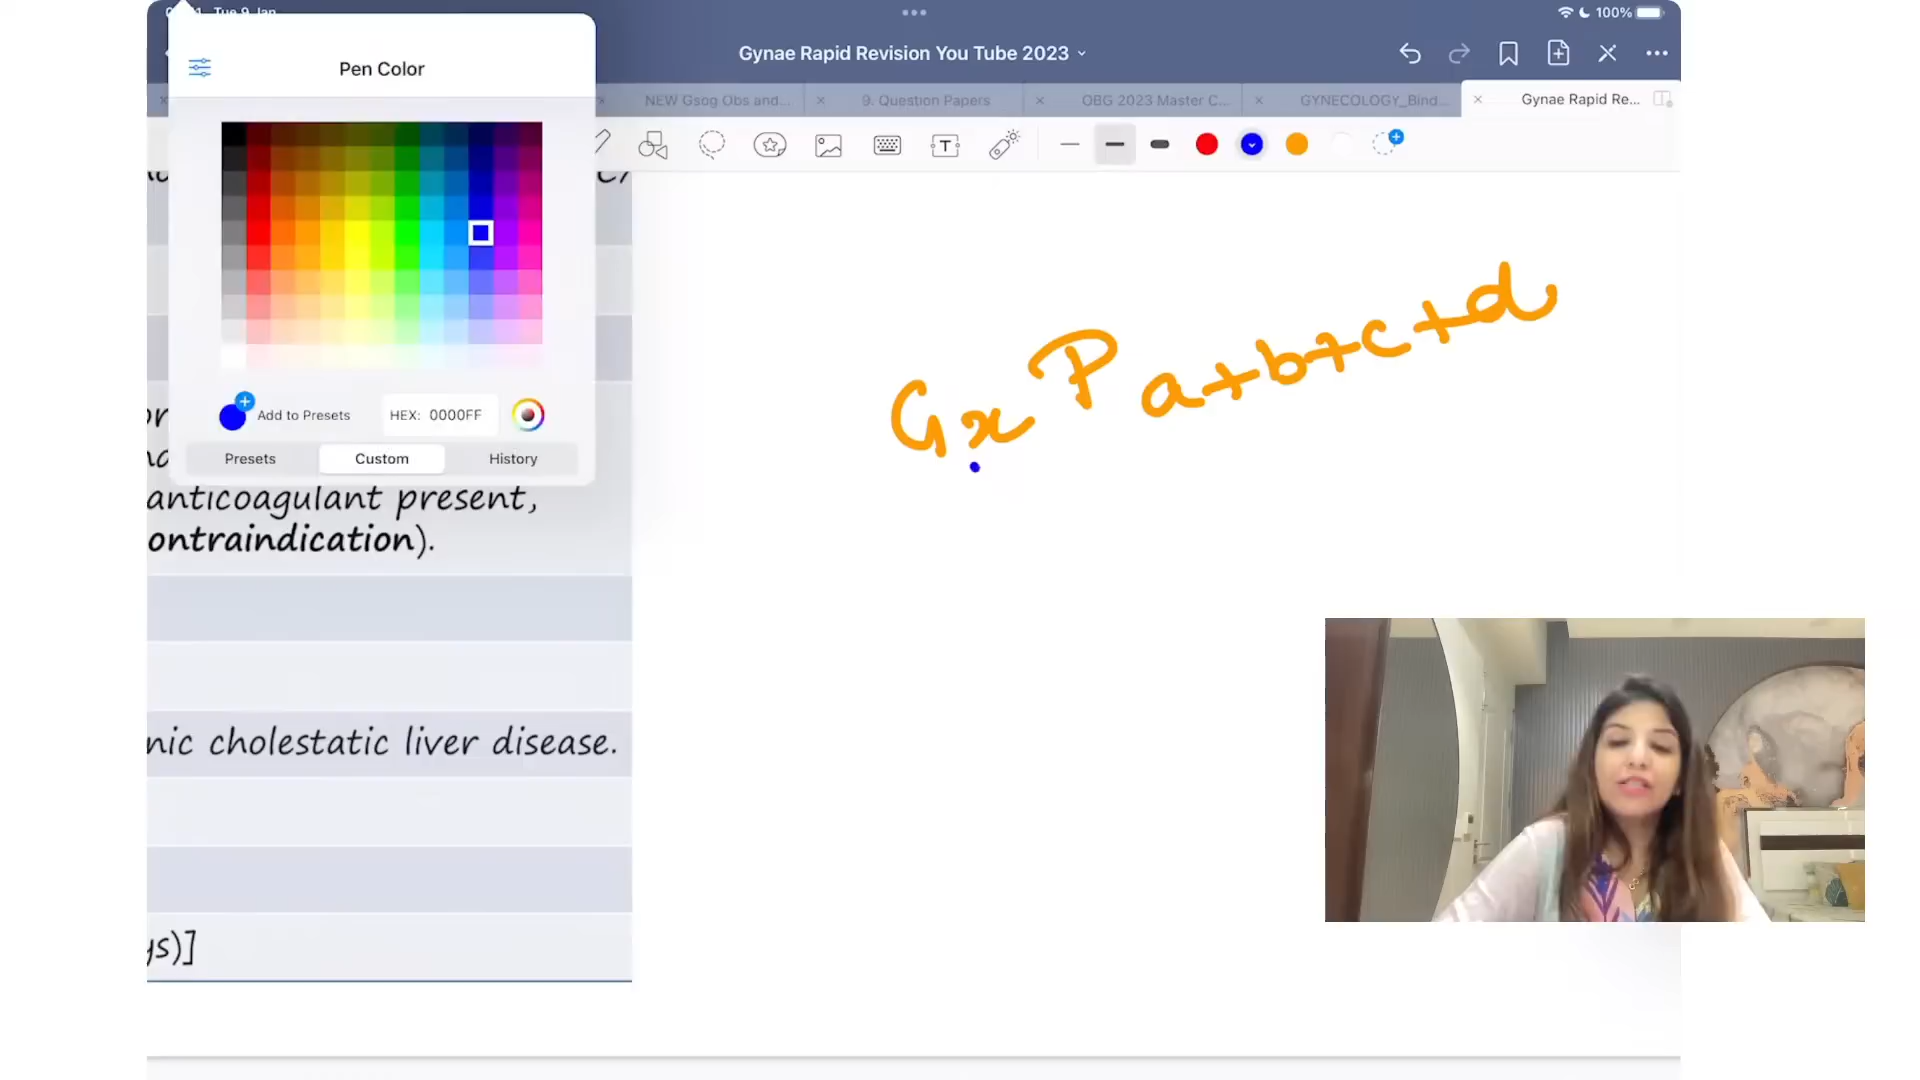 Tue 9 Jan
100%
Pen Color
Gynae Rapid Revision You Tube 2023
NEW Gsog Obs and...
9. Question Papers
OBG 2023 Master C...
GYNECOLOGY_Bind...
Gynae Rapid Re...
T
Gx P a+b+c+d
Add to Presets
HEX: 0000FF
Presets
Custom
History
anticoagulant present,
ontraindication).
nic cholestatic liver disease.
ys)]